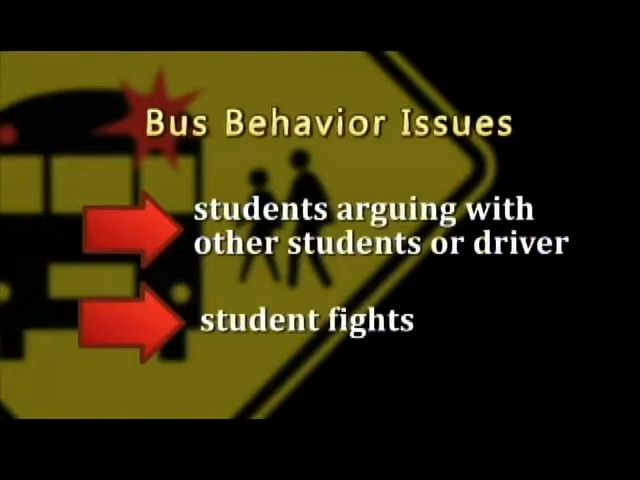 Bus Behavior Issues
students arguing with
other students or driver
student fights